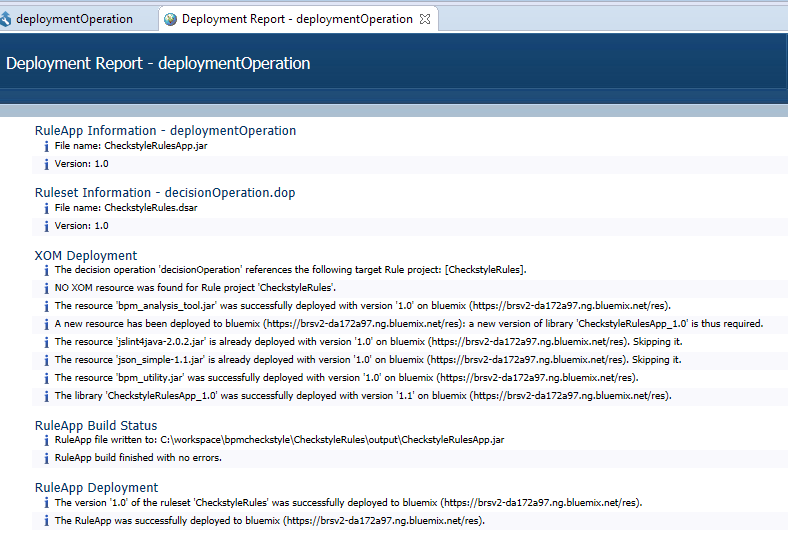 deploymentOperation
Deployment Report - deploymentOperation
Deployment Report - deploymentOperation
RuleApp Information - deploymentOperation
File name: CheckstyleRulesApp.jar
Version: 1.0
Ruleset Information - decisionOperation.dop
File name: CheckstyleRules.dsar
Version: 1.0
XOM Deployment
The decision operation 'decisionOperation' references the following target Rule project: [CheckstyleRules].
NO XOM resource was found for Rule project 'CheckstyleRules'.
The resource 'bpm_analysis_tool.jar' was successfully deployed with version '1.0' on bluemix (https://brsv2-da172a97.ng.bluemix.net/res).
A new resource has been deployed to bluemix (https://brsv2-da172a97.ng.bluemix.net/res): a new version of library 'CheckstyleRulesApp_1.0' is thus required.
The resource 'jslint4java-2.0.2.jar' is already deployed with version '1.0' on bluemix (https://brsv2-da172a97.ng.bluemix.net/res). Skipping it.
The resource 'json_simple-1.1.jar' is already deployed with version '1.0' on bluemix (https://brsv2-da172a97.ng.bluemix.net/res). Skipping it.
The resource 'bpm_utility.jar' was successfully deployed with version '1.0' on bluemix (https://brsv2-da172a97.ng.bluemix.net/res).
The library 'CheckstyleRulesApp_1.0' was successfully deployed with version '1.1' on bluemix (https://brsv2-da172a97.ng.bluemix.net/res).
RuleApp Build Status
RuleApp file written to: C:\workspace\bpmcheckstyle\CheckstyleRules\output\CheckstyleRulesApp.jar
RuleApp build finished with no errors.
RuleApp Deployment
The version '1.0' of the ruleset 'CheckstyleRules' was successfully deployed to bluemix (https://brsv2-da172a97.ng.bluemix.net/res).
The RuleApp was successfully deployed to bluemix (https://brsv2-da172a97.ng.bluemix.net/res).